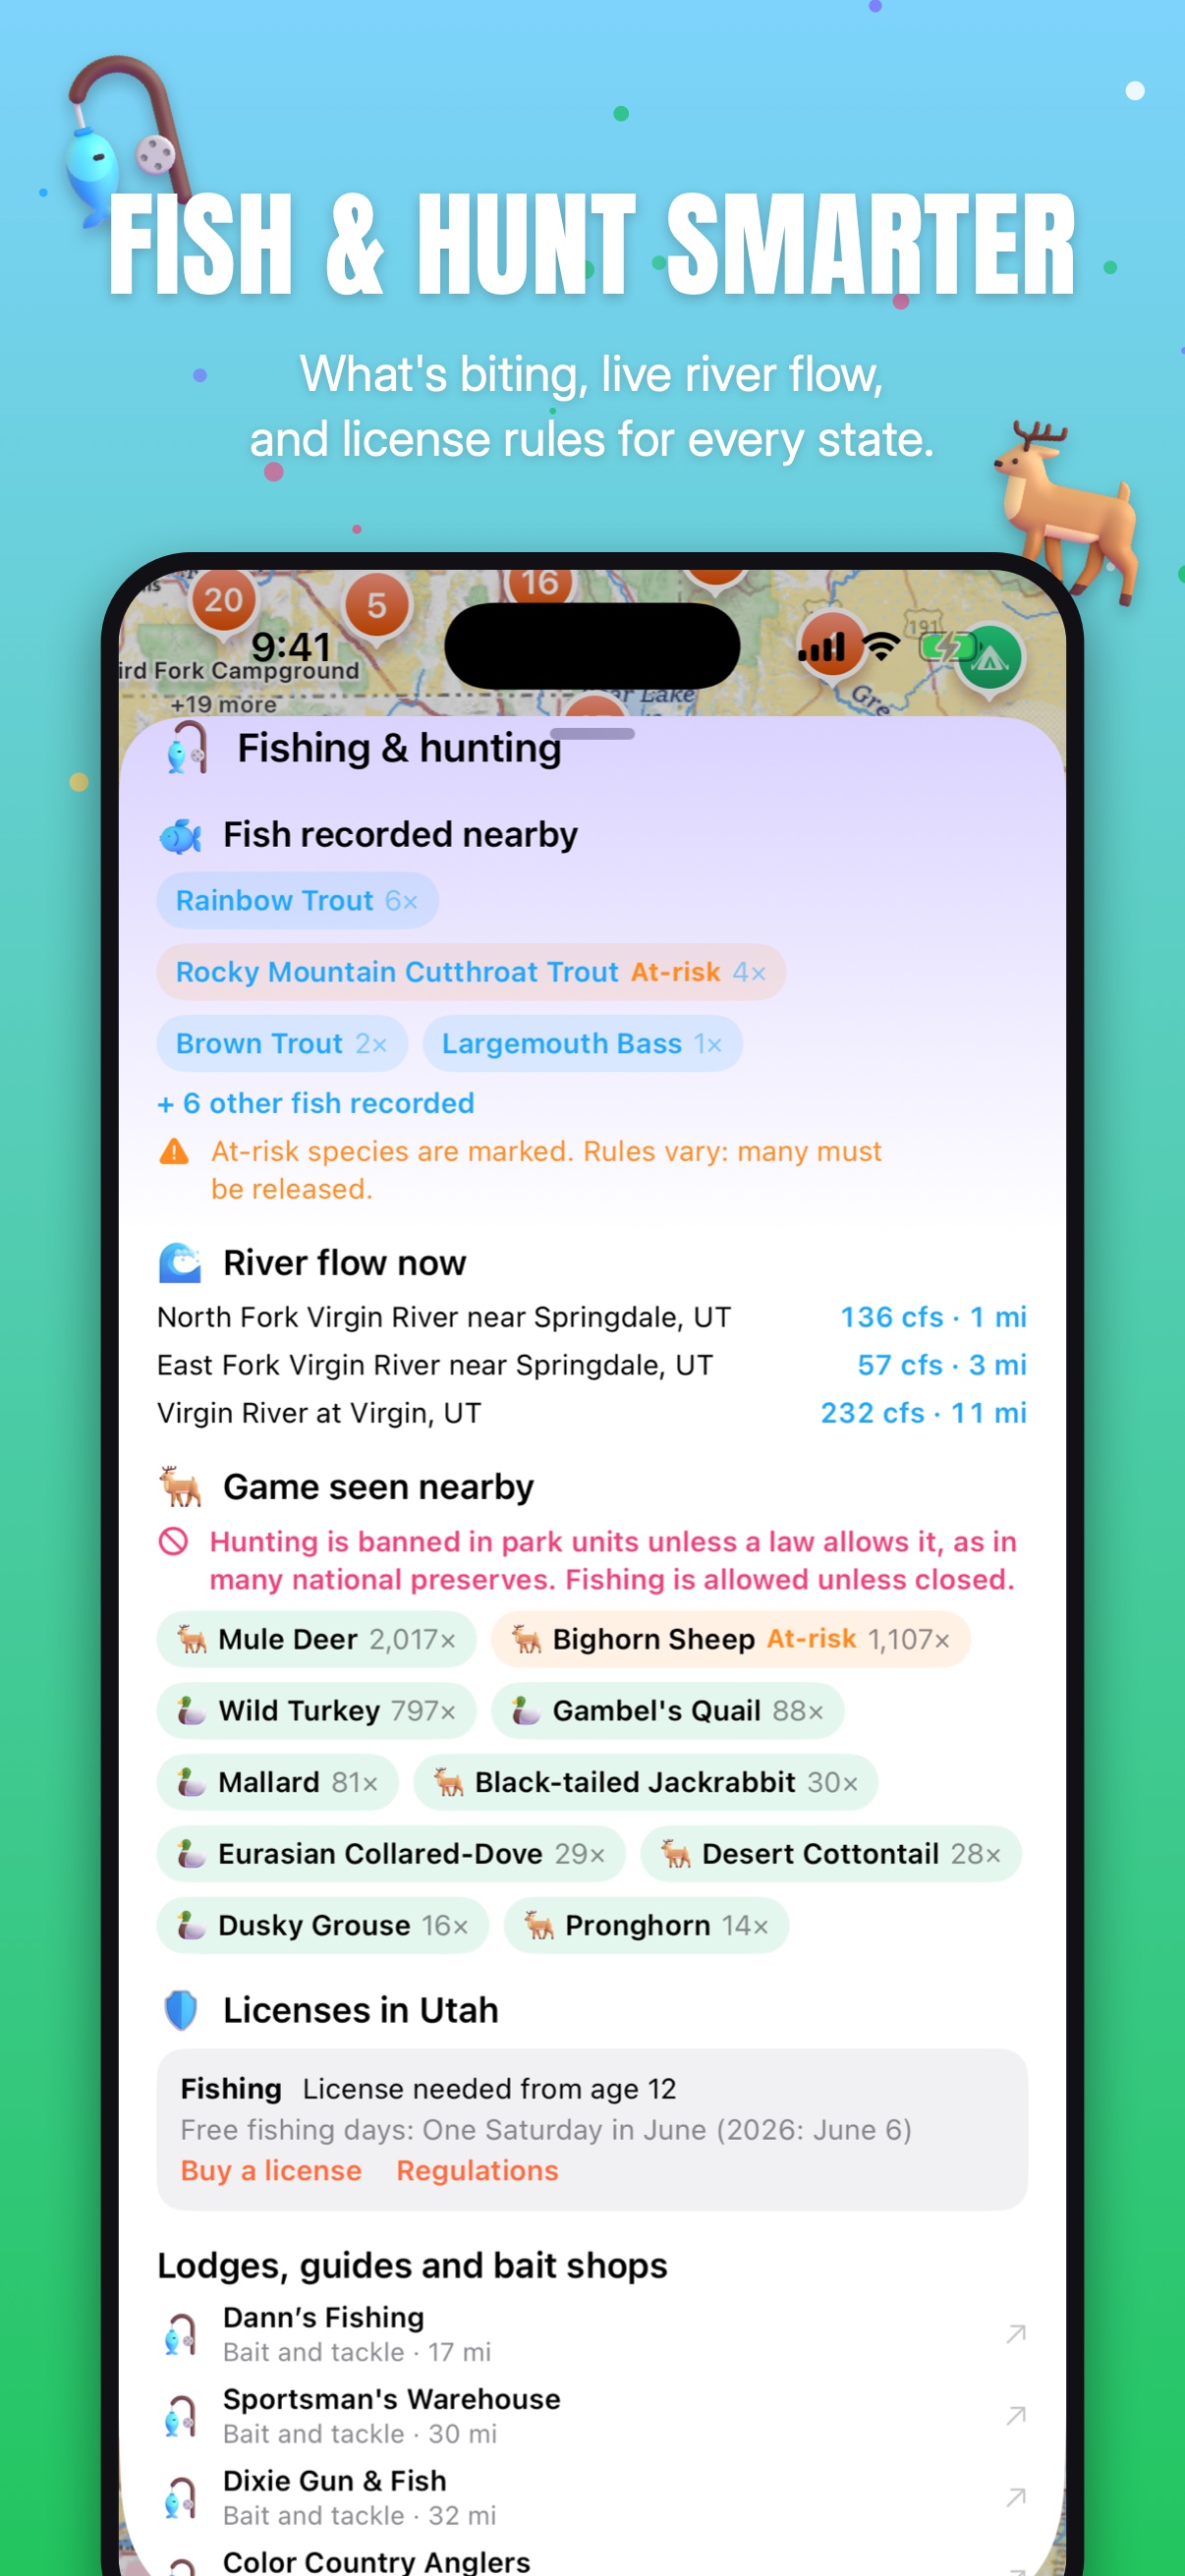 FISH & HUNT SMARTER
What's biting, live river flow,
and license rules for every state.
20
5
16
191
9:41
ird Fork Campground
+19 more
ar Lake
Gre
Fishing & hunting
Fish recorded nearby
Rainbow Trout 6×
Rocky Mountain Cutthroat Trout At-risk 4×
Brown Trout 2× Largemouth Bass 1×
+ 6 other fish recorded
At-risk species are marked. Rules vary: many must
be released.
River flow now
North Fork Virgin River near Springdale, UT 136 cfs · 1 mi
East Fork Virgin River near Springdale, UT 57 cfs · 3 mi
Virgin River at Virgin, UT 232 cfs · 11 mi
Game seen nearby
Hunting is banned in park units unless a law allows it, as in
many national preserves. Fishing is allowed unless closed.
Mule Deer 2,017× Bighorn Sheep At-risk 1,107×
Wild Turkey 797× Gambel's Quail 88×
Mallard 81× Black-tailed Jackrabbit 30×
Eurasian Collared-Dove 29× Desert Cottontail 28×
Dusky Grouse 16× Pronghorn 14×
Licenses in Utah
Fishing License needed from age 12
Free fishing days: One Saturday in June (2026: June 6)
Buy a license Regulations
Lodges, guides and bait shops
Dann’s Fishing
Bait and tackle · 17 mi
Sportsman's Warehouse
Bait and tackle · 30 mi
Dixie Gun & Fish
Bait and tackle · 32 mi
Color Country Anglers